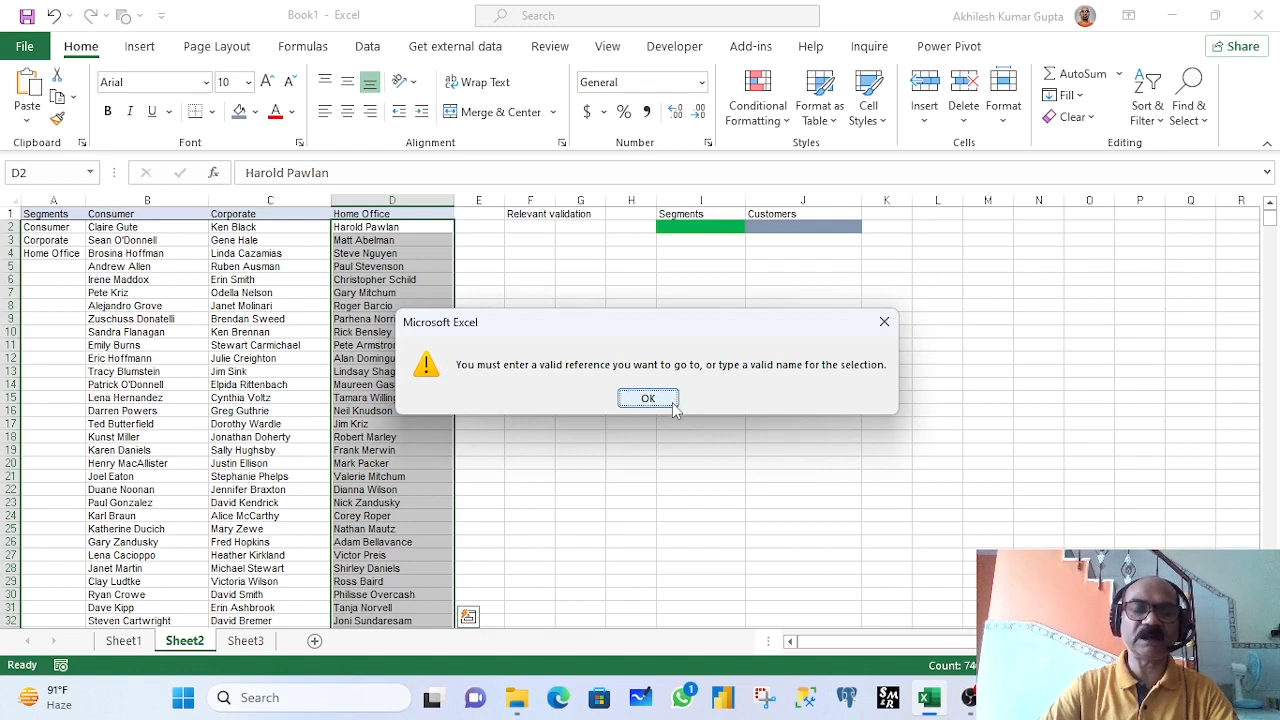 Book1 - Excel
Search
Akhilesh Kumar Gupta
File Home Insert Page Layout Formulas Data Get external data Review View Developer Add-ins Help Inquire Power Pivot Share
Paste
Clipboard
Arial 10
B I U
Font
Wrap Text
Merge & Center
Alignment
General
$ % ,
Number
Conditional Formatting
Format as Table
Cell Styles
Styles
Insert Delete Format
Cells
AutoSum
Fill
Clear
Sort & Filter
Find & Select
Editing
D2 fx Harold Pawlan
A B C D E F G H I J K L M N O P Q R
1 Segments Consumer Corporate Home Office Relevant validation Segments Customers
2 Consumer Claire Gute Ken Black Harold Pawlan
3 Corporate Sean O'Donnell Gene Hale Matt Abelman
4 Home Office Brosina Hoffman Linda Cazamias Steve Nguyen
5 Andrew Allen Ruben Ausman Paul Stevenson
6 Irene Maddox Erin Smith Christopher Schild
7 Pete Kriz Odella Nelson Gary Mitchum
8 Alejandro Grove Janet Molinari Roger Barcio
9 Zuschuss Donatelli Brendan Sweed Parhena Norri
10 Sandra Flanagan Ken Brennan Rick Bensley
11 Emily Burns Stewart Carmichael Pete Armstro
12 Eric Hoffmann Julie Creighton Alan Domingu
13 Tracy Blumstein Jim Sink Lindsay Shag
14 Patrick O'Donnell Elpida Rittenbach Maureen Gas
15 Lena Hernandez Cynthia Voltz Tamara Willing
16 Darren Powers Greg Guthrie Neil Knudson
17 Ted Butterfield Dorothy Wardle Jim Kriz
18 Kunst Miller Jonathan Doherty Robert Marley
19 Karen Daniels Sally Hughsby Frank Merwin
20 Henry MacAllister Justin Ellison Mark Packer
21 Joel Eaton Stephanie Phelps Valerie Mitchum
22 Duane Noonan Jennifer Braxton Dianna Wilson
23 Paul Gonzalez David Kendrick Nick Zandusky
24 Karl Braun Alice McCarthy Corey Roper
25 Katherine Ducich Mary Zewe Nathan Mautz
26 Gary Zandusky Fred Hopkins Adam Bellavance
27 Lena Cacioppo Heather Kirkland Victor Preis
28 Janet Martin Michael Stewart Shirley Daniels
29 Clay Ludtke Victoria Wilson Ross Baird
30 Ryan Crowe David Smith Philisse Overcash
31 Dave Kipp Erin Ashbrook Tanja Norvell
32 Steven Cartwright David Bremer Joni Sundaresam
Microsoft Excel
You must enter a valid reference you want to go to, or type a valid name for the selection.
OK
Sheet1 Sheet2 Sheet3
Ready
91°F
Haze
Search
1